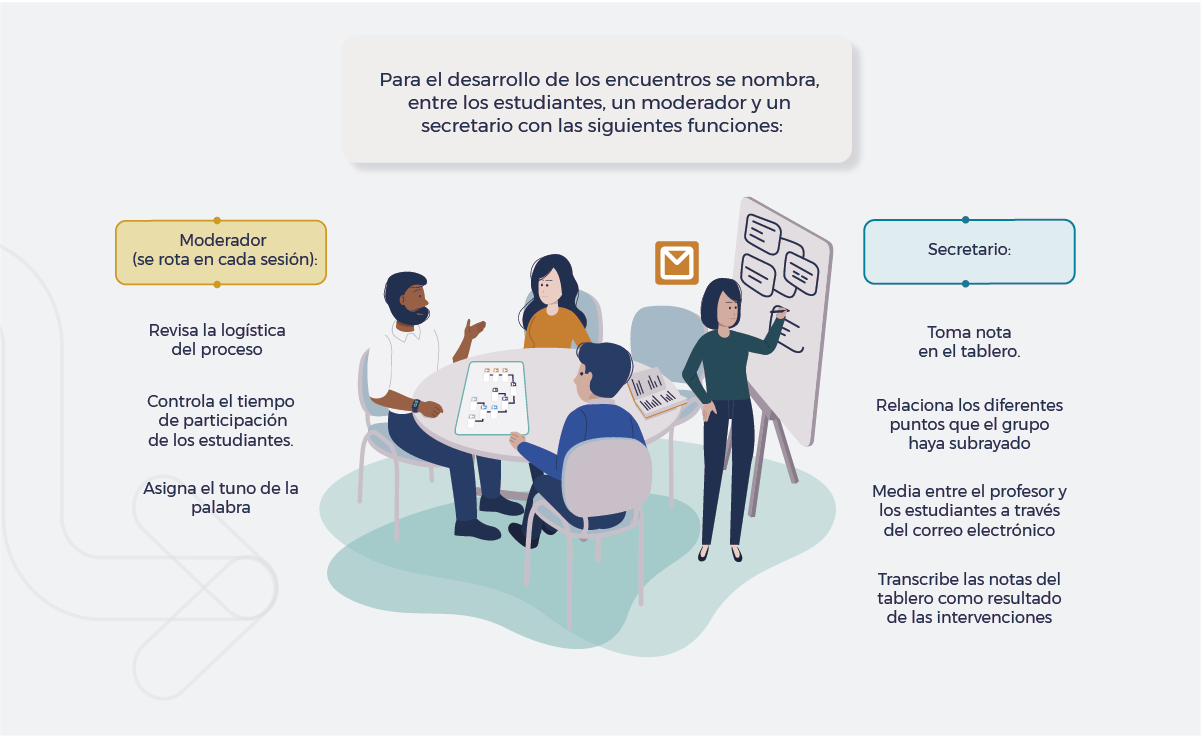 Para el desarrollo de los encuentros se nombra,
entre los estudiantes, un moderador y un
secretario con las siguientes funciones:
Moderador
(se rota en cada sesión):
Revisa la logística
del proceso
Controla el tiempo
de participación
de los estudiantes.
Asigna el tuno de la
palabra
Secretario:
Toma nota
en el tablero.
Relaciona los diferentes
puntos que el grupo
haya subrayado
Media entre el profesor y
los estudiantes a través
del correo electrónico
Transcribe las notas del
tablero como resultado
de las intervenciones